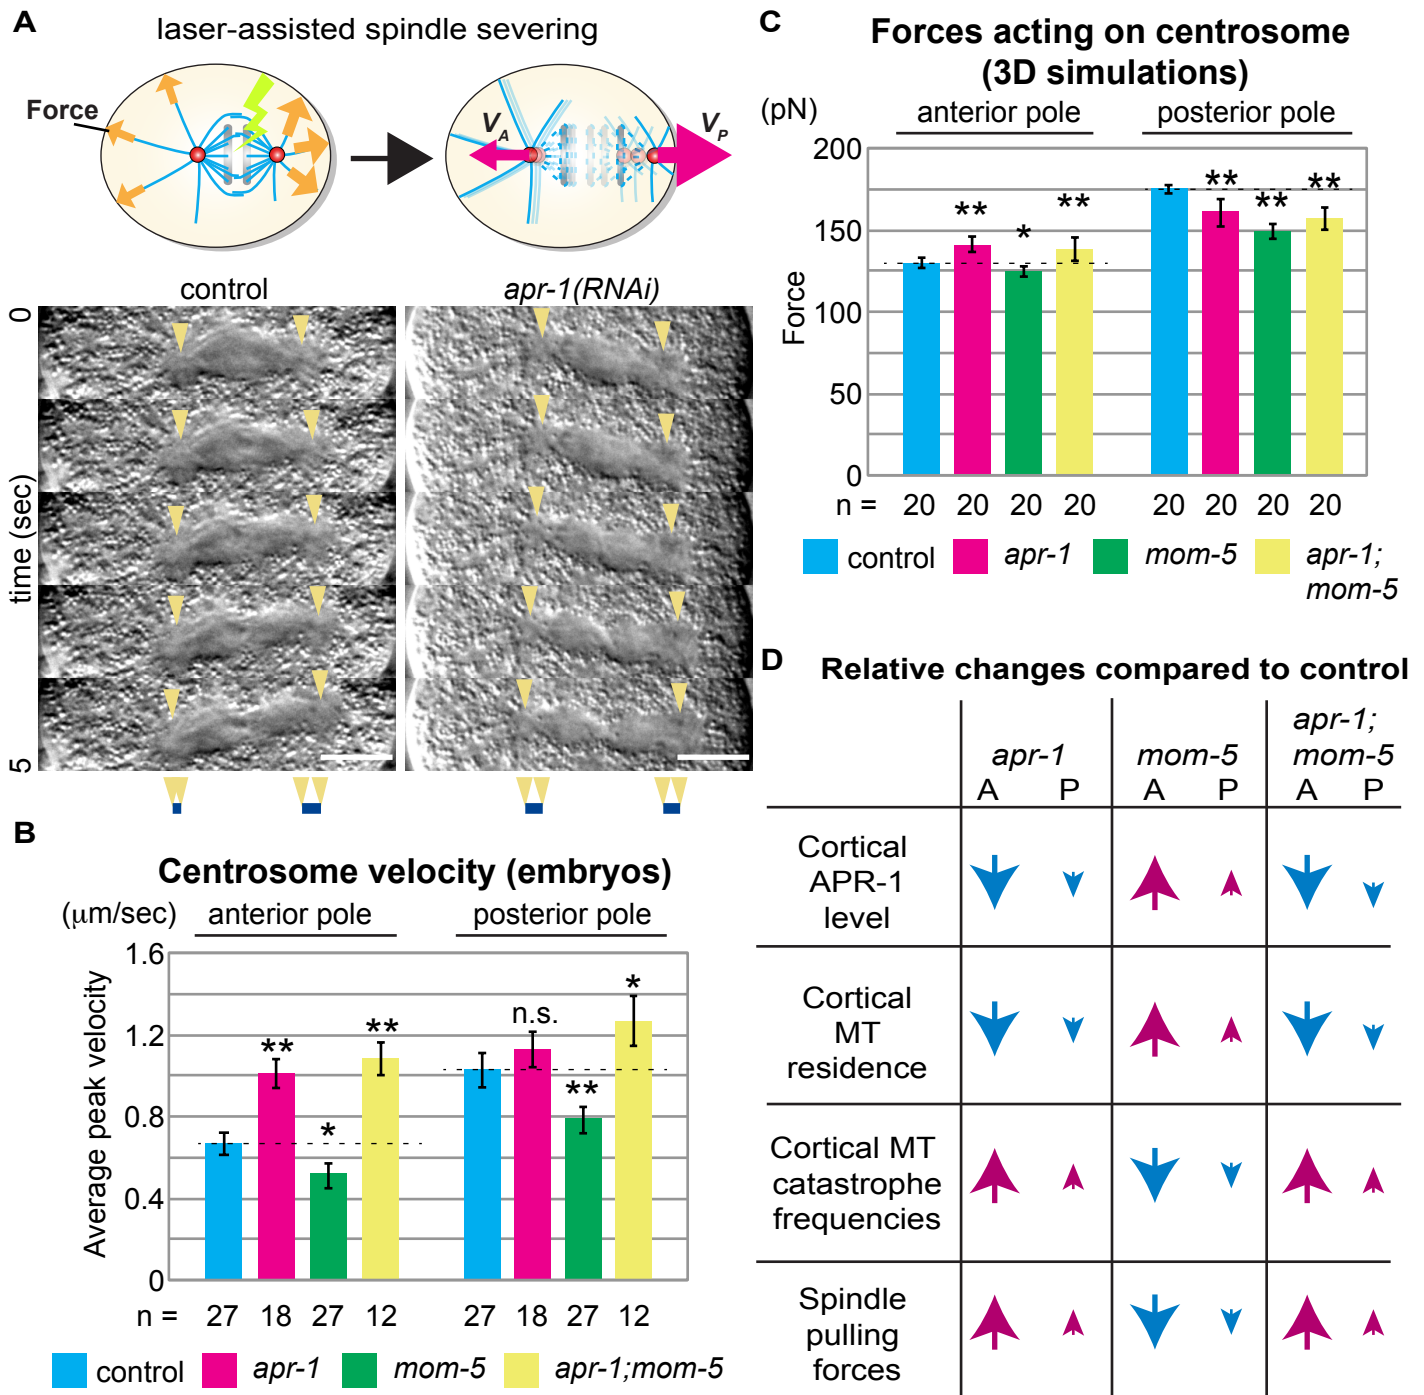 A
laser-assisted spindle severing
Force
V_A
V_P
control
apr-1(RNAi)
0
time (sec)
5
B
Centrosome velocity (embryos)
(μm/sec)
anterior pole
posterior pole
Average peak velocity
1.6
1.2
0.8
0.4
0
** * ** n.s. ** *
n = 27 18 27 12 27 18 27 12
control apr-1 mom-5 apr-1;mom-5
C
Forces acting on centrosome
(3D simulations)
(pN)
anterior pole
posterior pole
Force
200
150
100
50
0
** * ** ** ** **
n = 20 20 20 20 20 20 20 20
control apr-1 mom-5 apr-1;
mom-5
D
Relative changes compared to control
apr-1 mom-5 apr-1;
mom-5
A P A P A P
Cortical
APR-1
level
Cortical
MT
residence
Cortical MT
catastrophe
frequencies
Spindle
pulling
forces